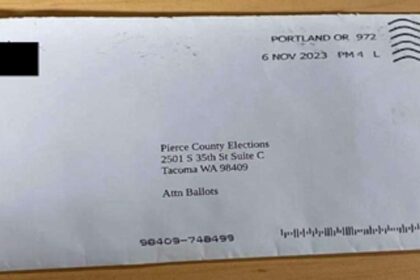 PORTLAND OR 972
6 NOV 2023 PM 4 L
Pierce County Elections
2501 S 35th St Suite C
Tacoma WA 98409
Attn Ballots
98409-748499